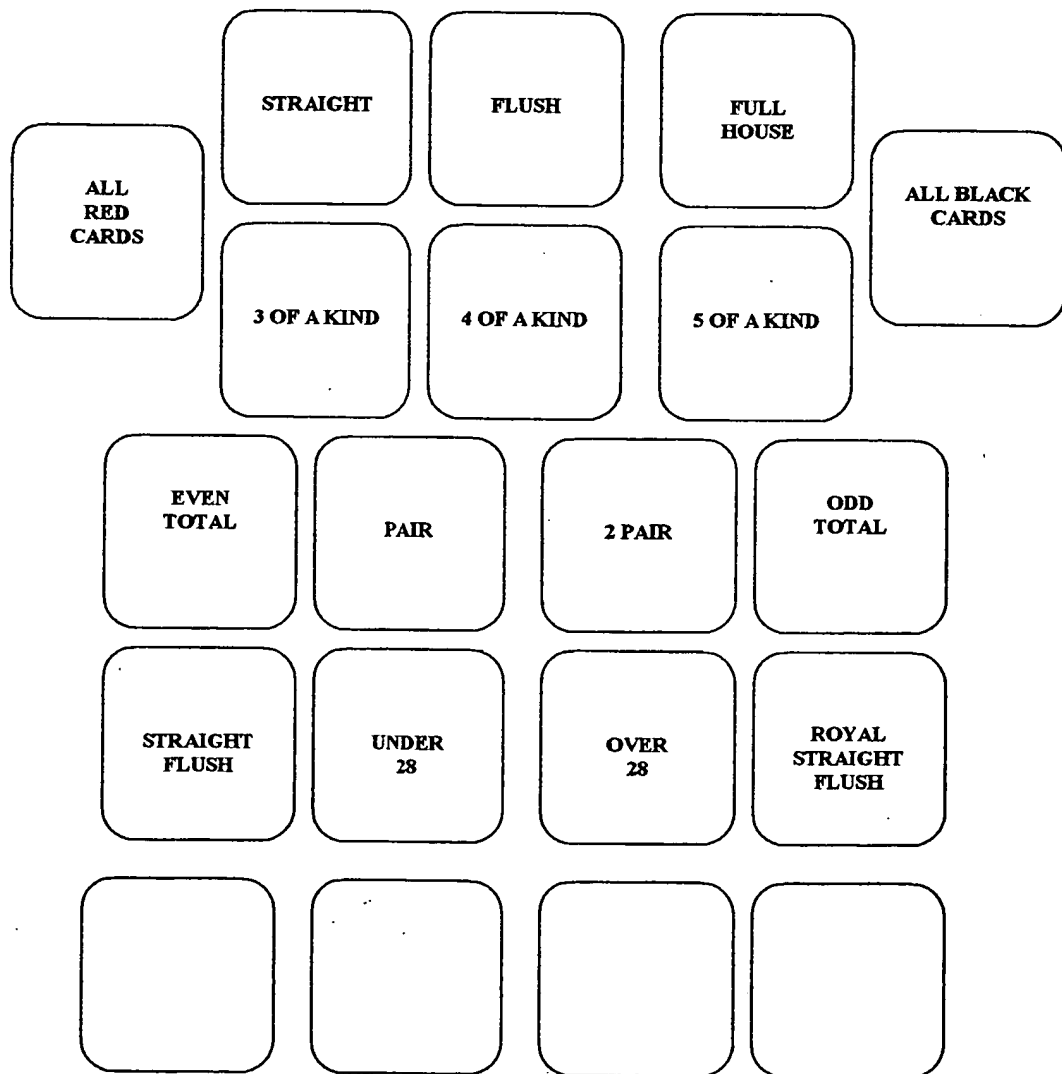 STRAIGHT
FLUSH
FULL
HOUSE
ALL
RED
CARDS
ALL BLACK
CARDS
3 OF A KIND
4 OF A KIND
5 OF A KIND
EVEN
TOTAL
PAIR
2 PAIR
ODD
TOTAL
STRAIGHT
FLUSH
UNDER
28
OVER
28
ROYAL
STRAIGHT
FLUSH